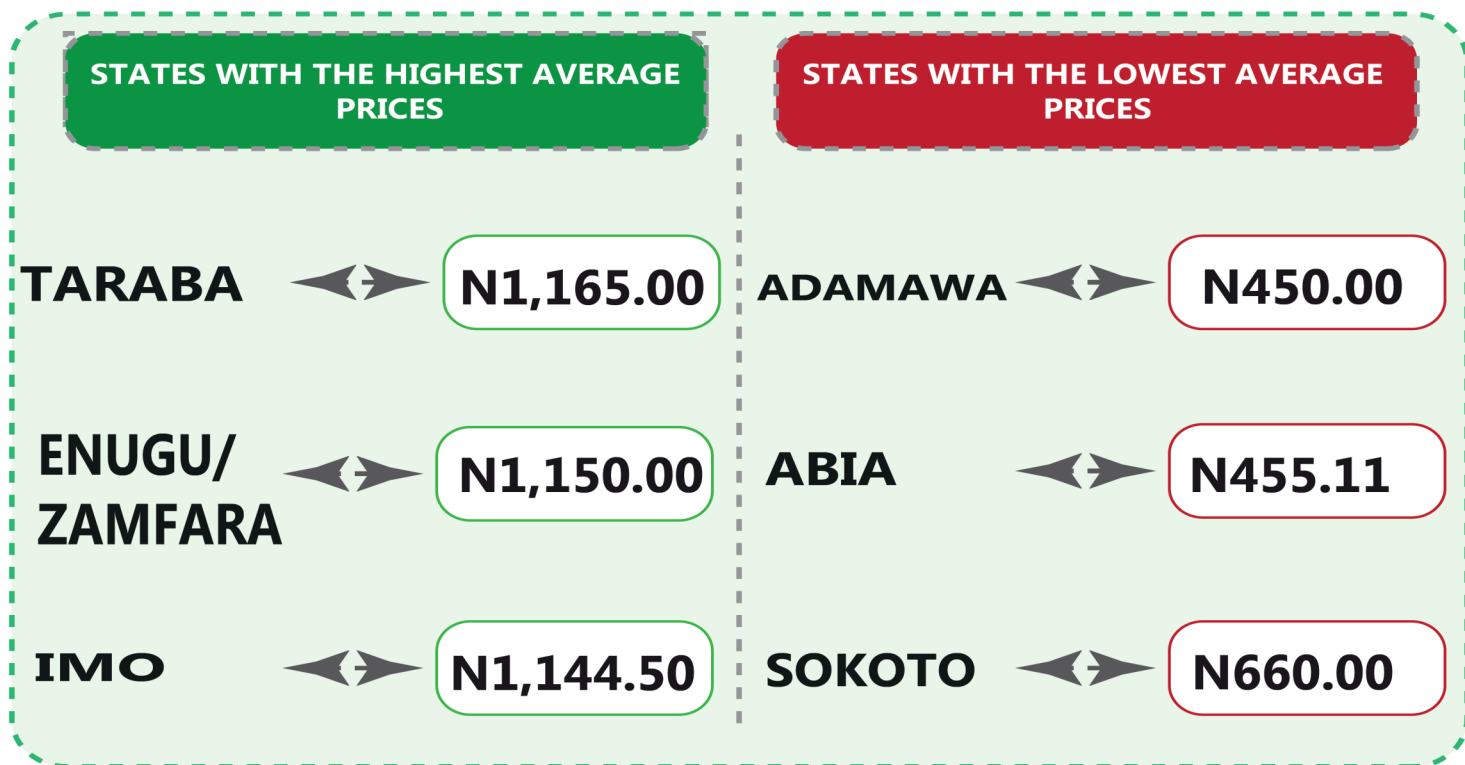 STATES WITH THE HIGHEST AVERAGE
PRICES
TARABA N1,165.00
ENUGU/
ZAMFARA N1,150.00
IMO N1,144.50
STATES WITH THE LOWEST AVERAGE
PRICES
ADAMAWA N450.00
ABIA N455.11
SOKOTO N660.00